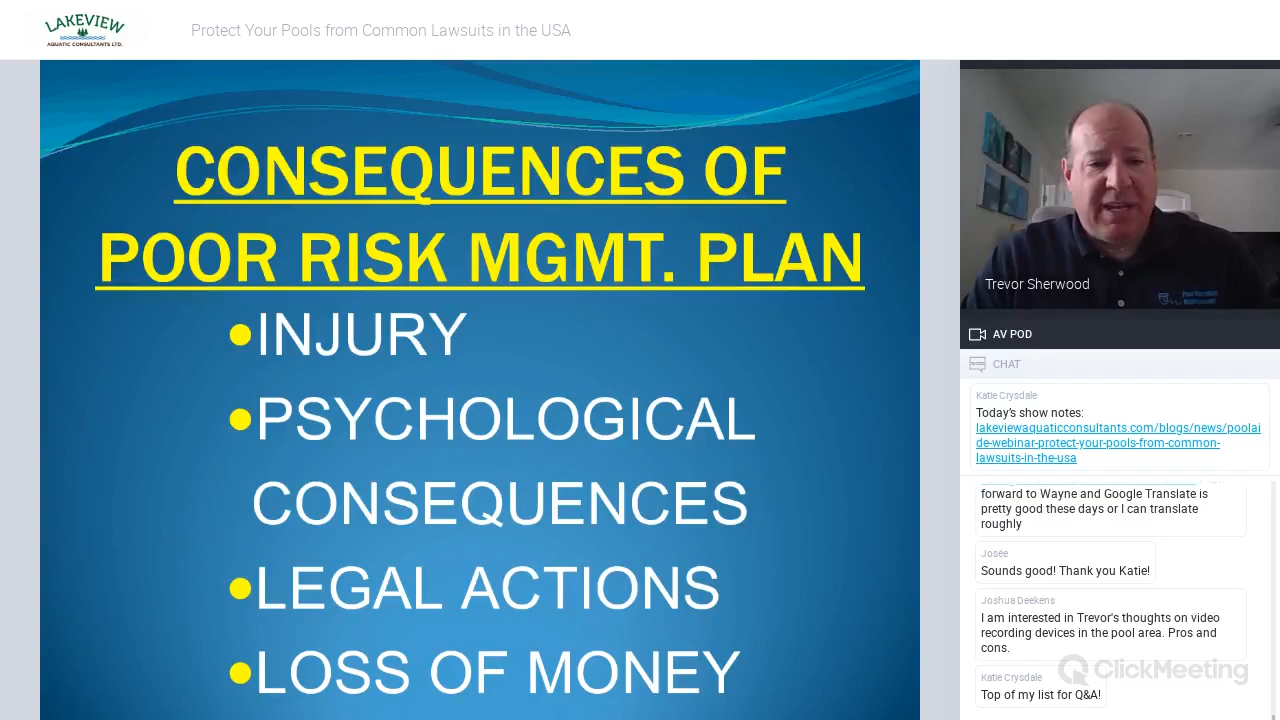 LAKEVIEW
AQUATIC CONSULTANTS LTD.
Protect Your Pools from Common Lawsuits in the USA
CONSEQUENCES OF
POOR RISK MGMT. PLAN
•INJURY
•PSYCHOLOGICAL
CONSEQUENCES
•LEGAL ACTIONS
•LOSS OF MONEY
Trevor Sherwood
AV POD
CHAT
Katie Crysdale
Today's show notes:
lakeviewaquaticconsultants.com/blogs/news/poolai
de-webinar-protect-your-pools-from-common-
lawsuits-in-the-usa
forward to Wayne and Google Translate is
pretty good these days or I can translate
roughly
Josée
Sounds good! Thank you Katie!
Joshua Deekens
I am interested in Trevor's thoughts on video
recording devices in the pool area. Pros and
cons.
Katie Crysdale
Top of my list for Q&A!
ClickMeeting